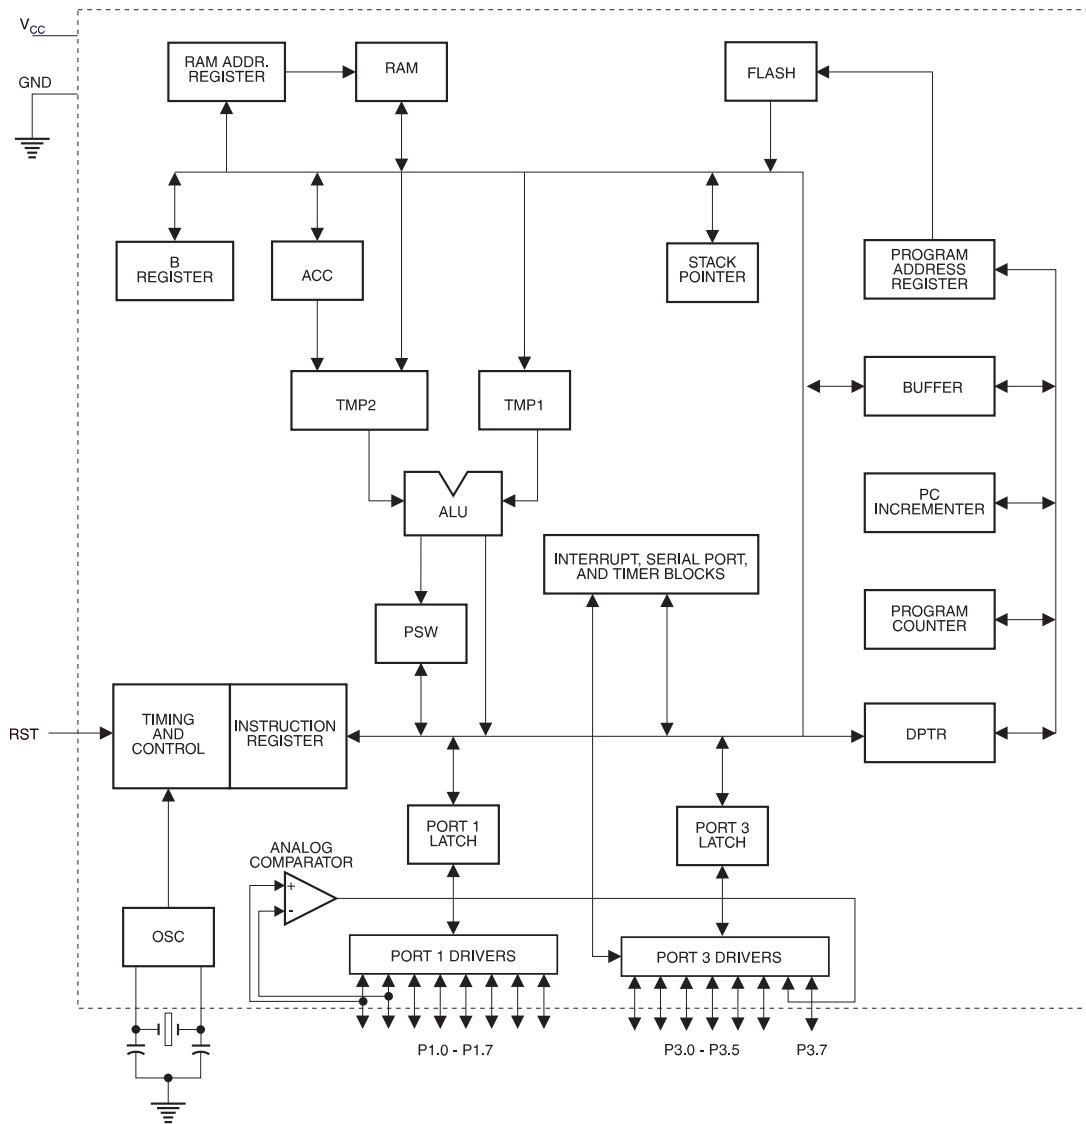 VCC
GND
RAM ADDR.
REGISTER
RAM
FLASH
B
REGISTER
ACC
STACK
POINTER
PROGRAM
ADDRESS
REGISTER
TMP2
TMP1
BUFFER
ALU
PC
INCREMENTER
INTERRUPT, SERIAL PORT,
AND TIMER BLOCKS
PSW
PROGRAM
COUNTER
RST
TIMING
AND
CONTROL
INSTRUCTION
REGISTER
DPTR
PORT 1
LATCH
PORT 3
LATCH
ANALOG
COMPARATOR
+
-
OSC
PORT 1 DRIVERS
PORT 3 DRIVERS
P1.0 - P1.7
P3.0 - P3.5
P3.7